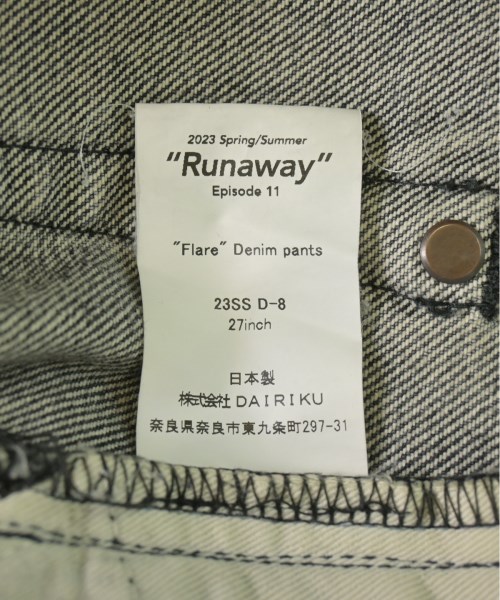 2023 Spring/Summer
"Runaway"
Episode 11
"Flare" Denim pants
23SS D-8
27inch
日本製
株式会社 DAIRIKU
奈良県奈良市東九条町297-31